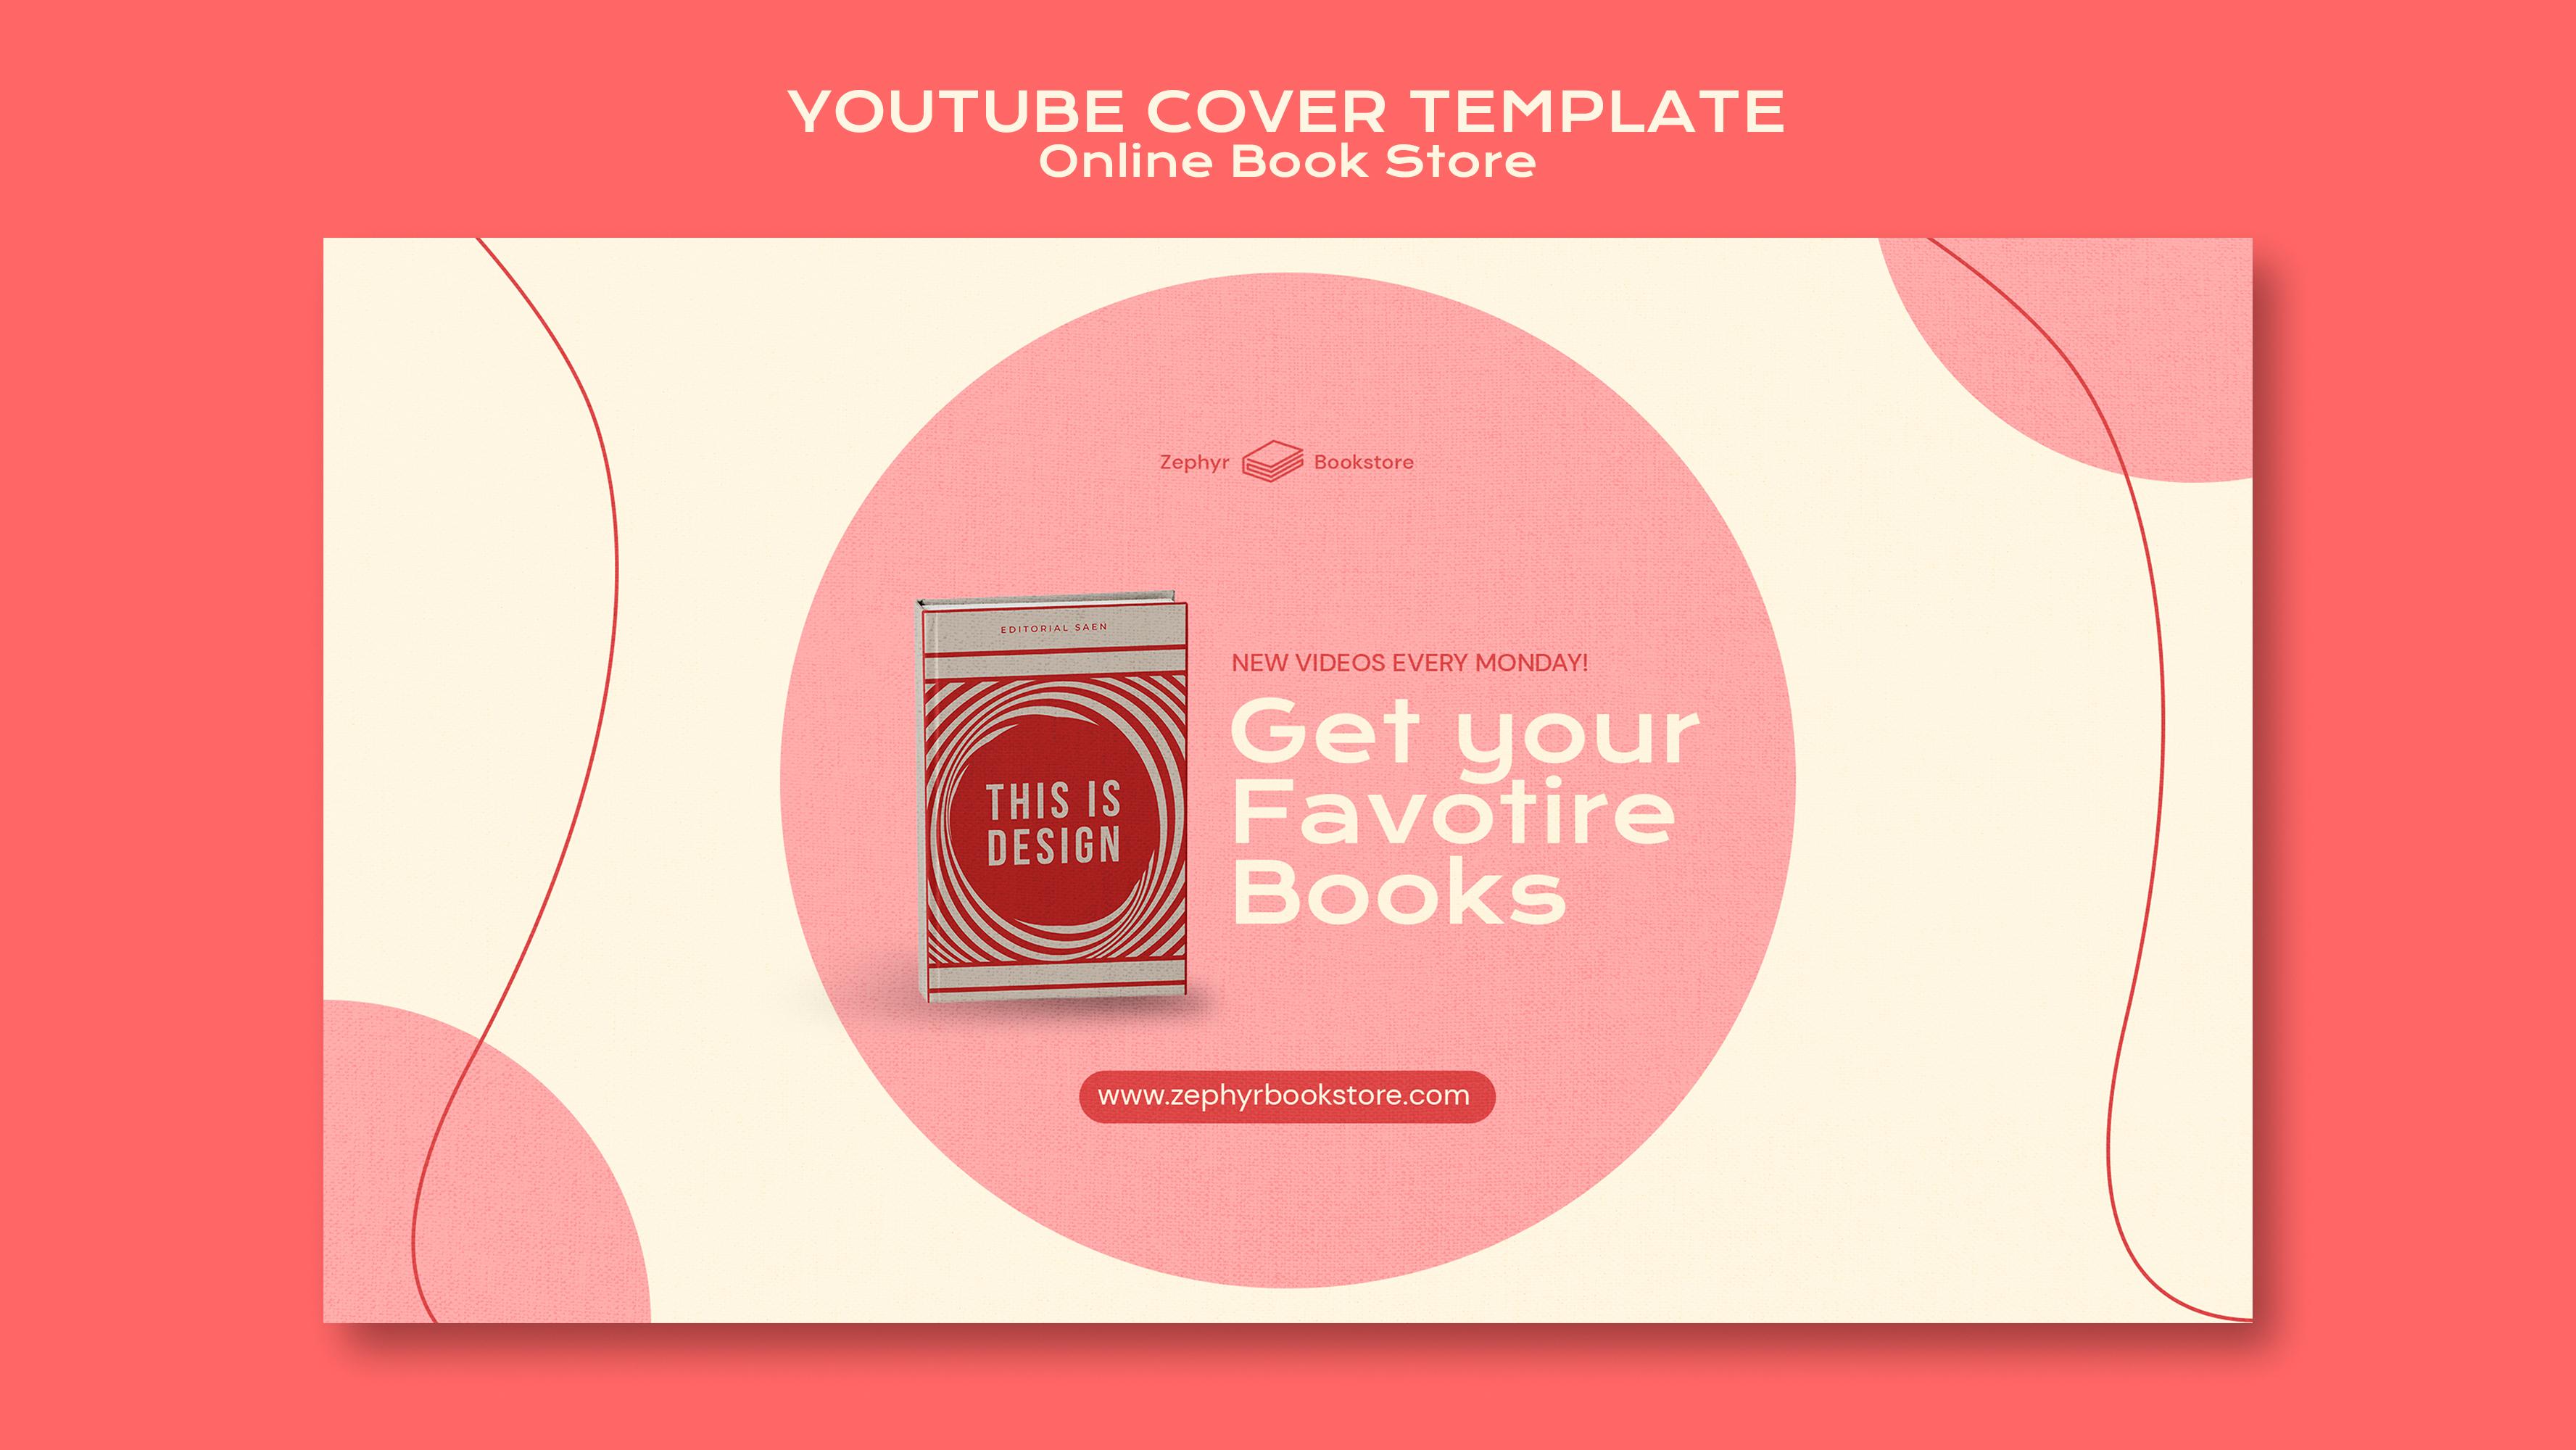 YOUTUBE COVER TEMPLATE
Online Book Store
Zephyr Bookstore
EDITORIAL SAEN
THIS IS
DESIGN
NEW VIDEOS EVERY MONDAY!
Get your
Favotire
Books
www.zephyrbookstore.com